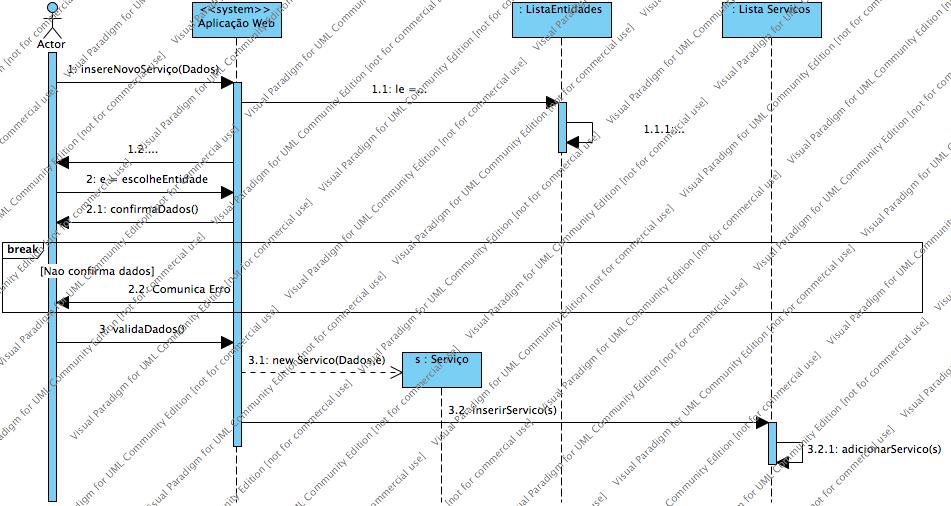 <<system>>
Aplicação Web
: ListaEntidades
: Lista Servicos
Actor
1: insereNovoServiço(Dados)
1.1: le =...
1.1.1:...
1.2:...
2: e = escolheEntidade
2.1: confirmaDados()
break
[Nao confirma dados]
2.2: Comunica Erro
3: validaDados()
3.1: new Servico(Dados,e)
s : Serviço
3.2: inserirServico(s)
3.2.1: adicionarServico(s)
Visual Paradigm for UML Community Edition [not for commercial use]